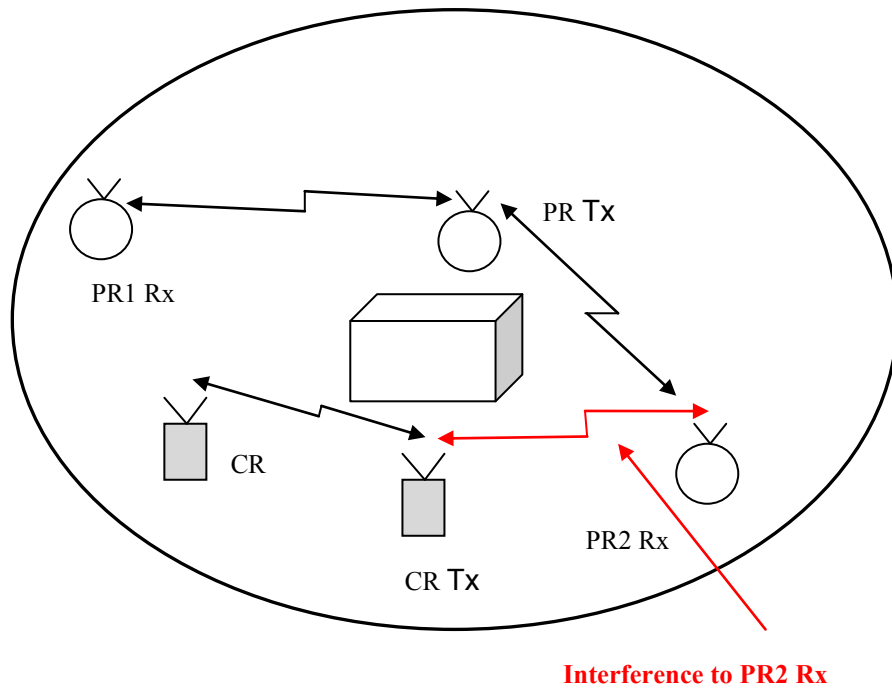 PR Tx
PR1 Rx
CR
PR2 Rx
CR Tx
Interference to PR2 Rx